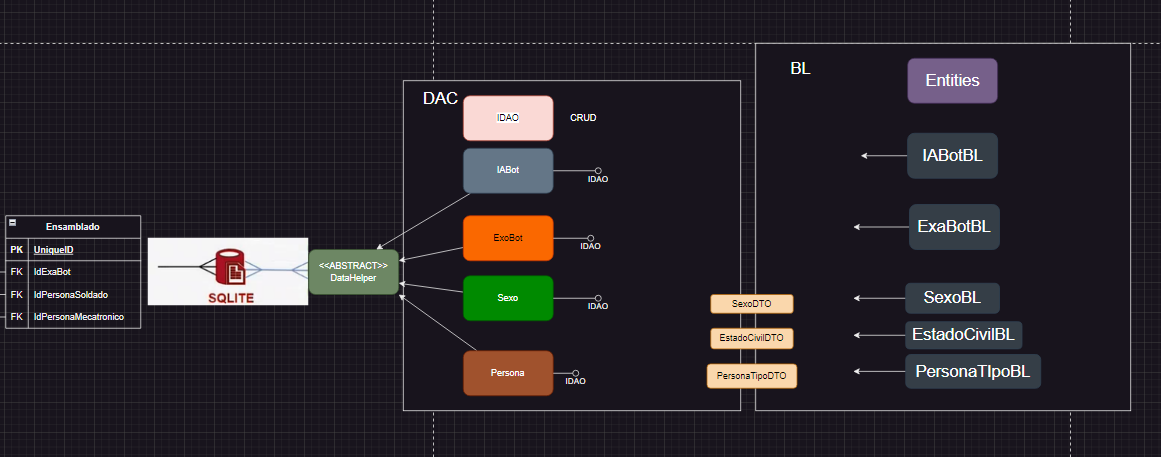 Ensamblado
PK UniqueID
FK IdExaBot
FK IdPersonaSoldado
FK IdPersonaMecatronico
SQLITE
<<ABSTRACT>>
DataHelper
DAC
IDAO
CRUD
IABot
IDAO
ExoBot
IDAO
Sexo
IDAO
Persona
IDAO
SexoDTO
EstadoCivilDTO
PersonaTipoDTO
BL
Entities
IABotBL
ExaBotBL
SexoBL
EstadoCivilBL
PersonaTIpoBL